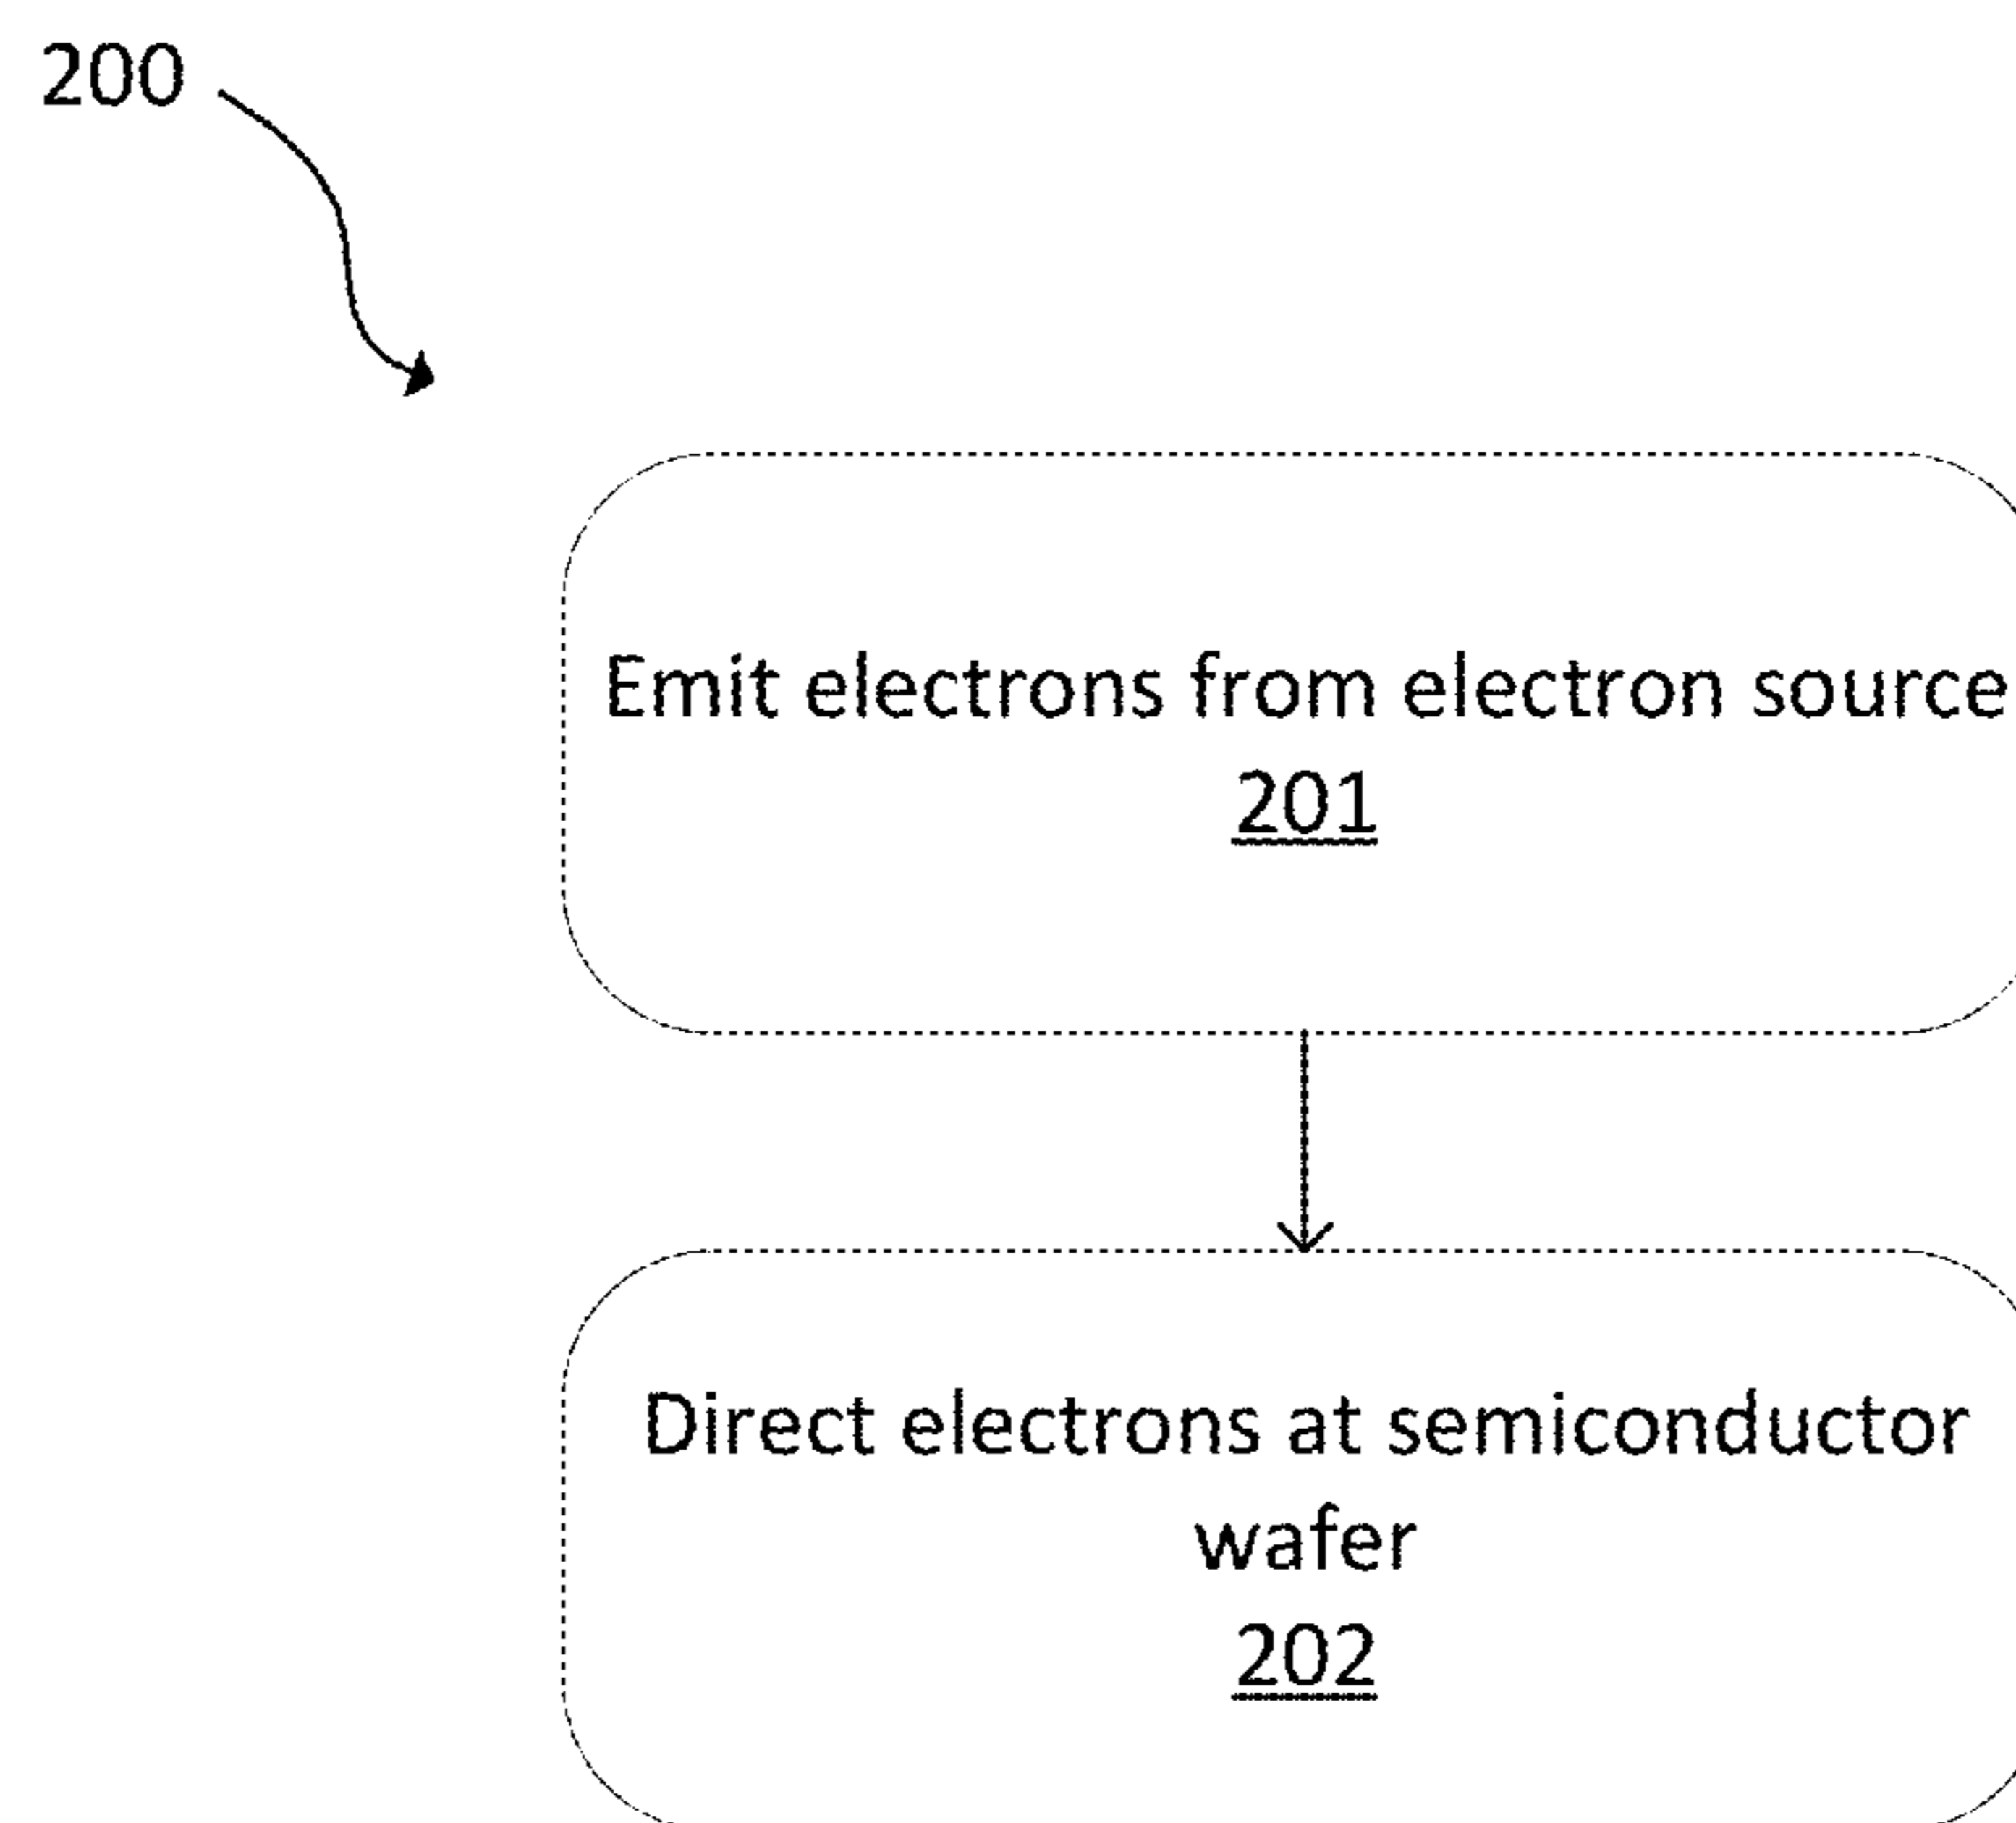 200
Emit electrons from electron source
201
Direct electrons at semiconductor
wafer
202